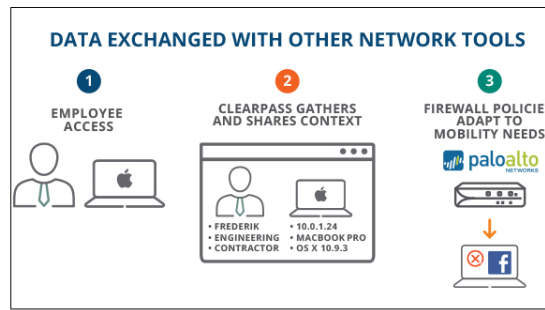 DATA EXCHANGED WITH OTHER NETWORK TOOLS
1
EMPLOYEE
ACCESS
2
CLEARPASS GATHERS
AND SHARES CONTEXT
• FREDERIK
• ENGINEERING
• CONTRACTOR
• 10.0.1.24
• MACBOOK PRO
• OS X 10.9.3
3
FIREWALL POLICIE
ADAPT TO
MOBILITY NEEDS
paloalto
NETWORKS
f